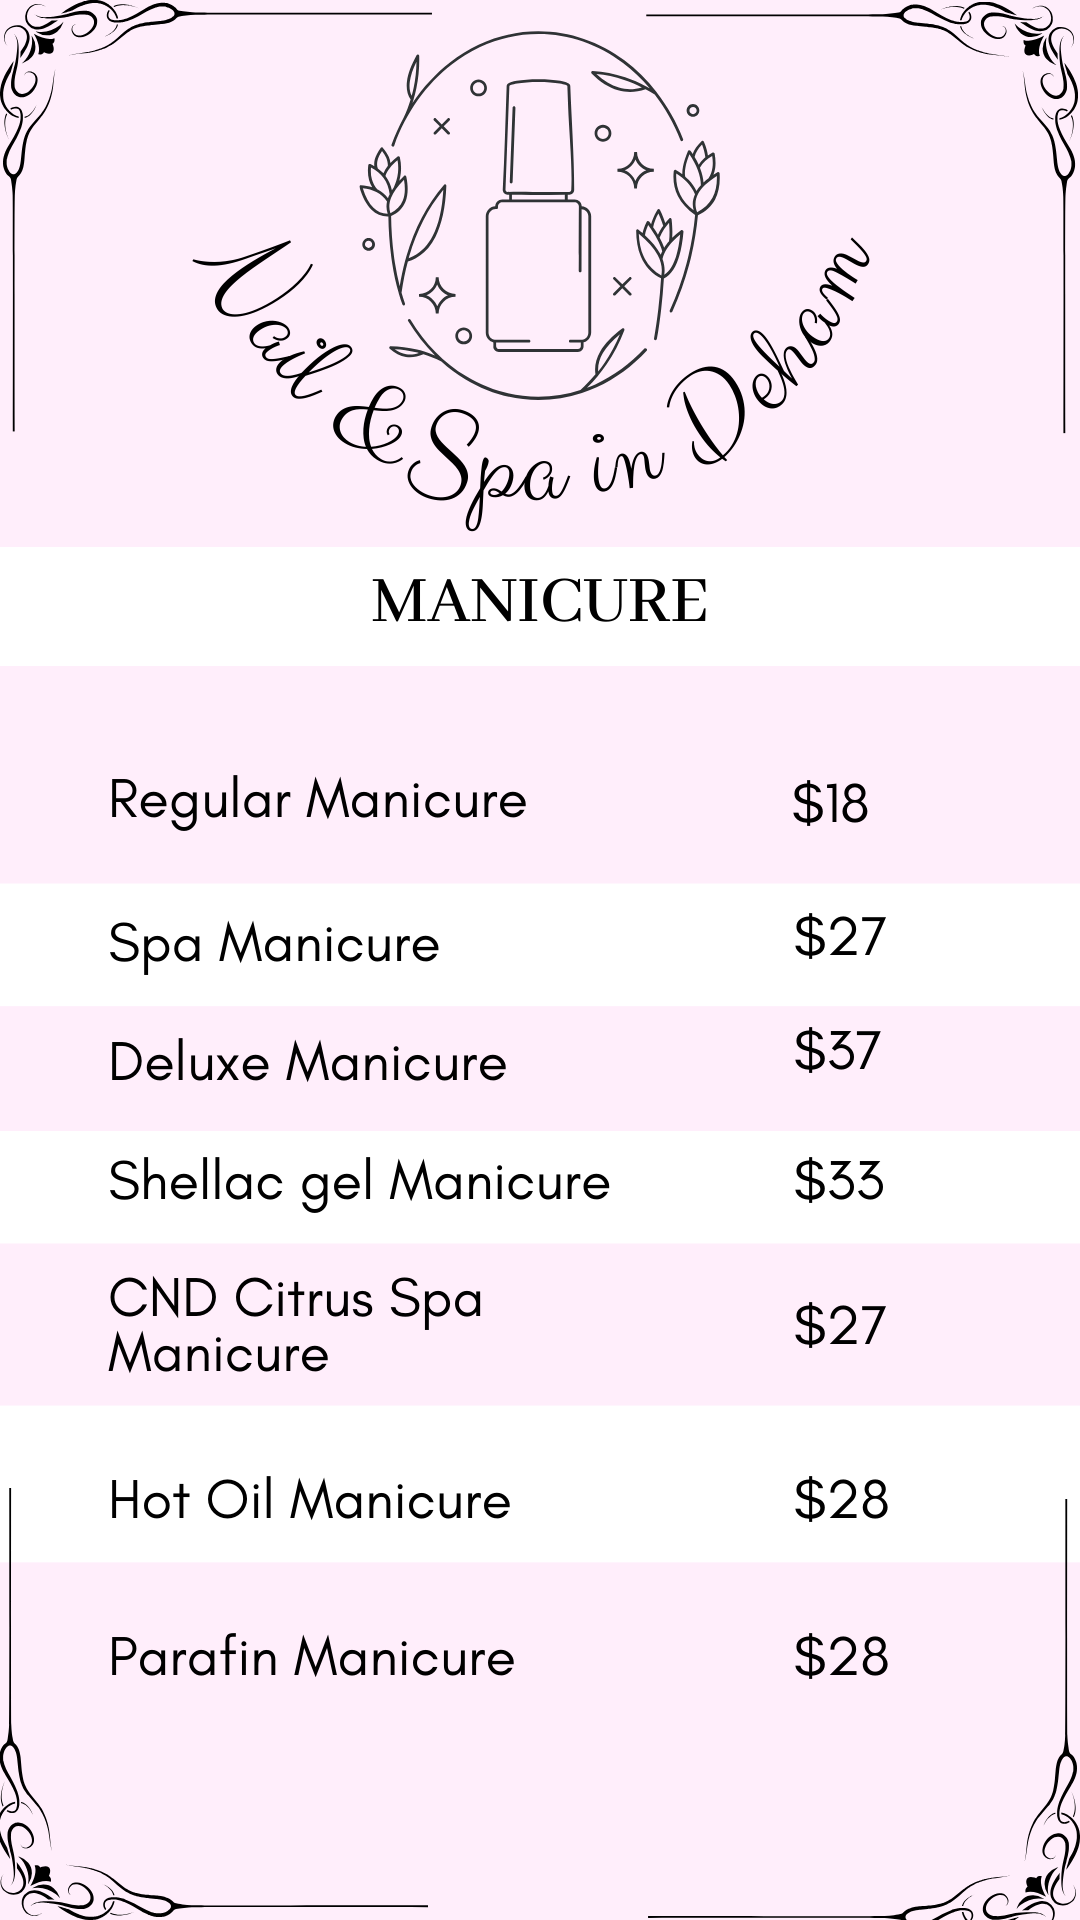 Nail & Spa in Deham
MANICURE
Regular Manicure $18
Spa Manicure $27
Deluxe Manicure $37
Shellac gel Manicure $33
CND Citrus Spa
Manicure $27
Hot Oil Manicure $28
Parafin Manicure $28